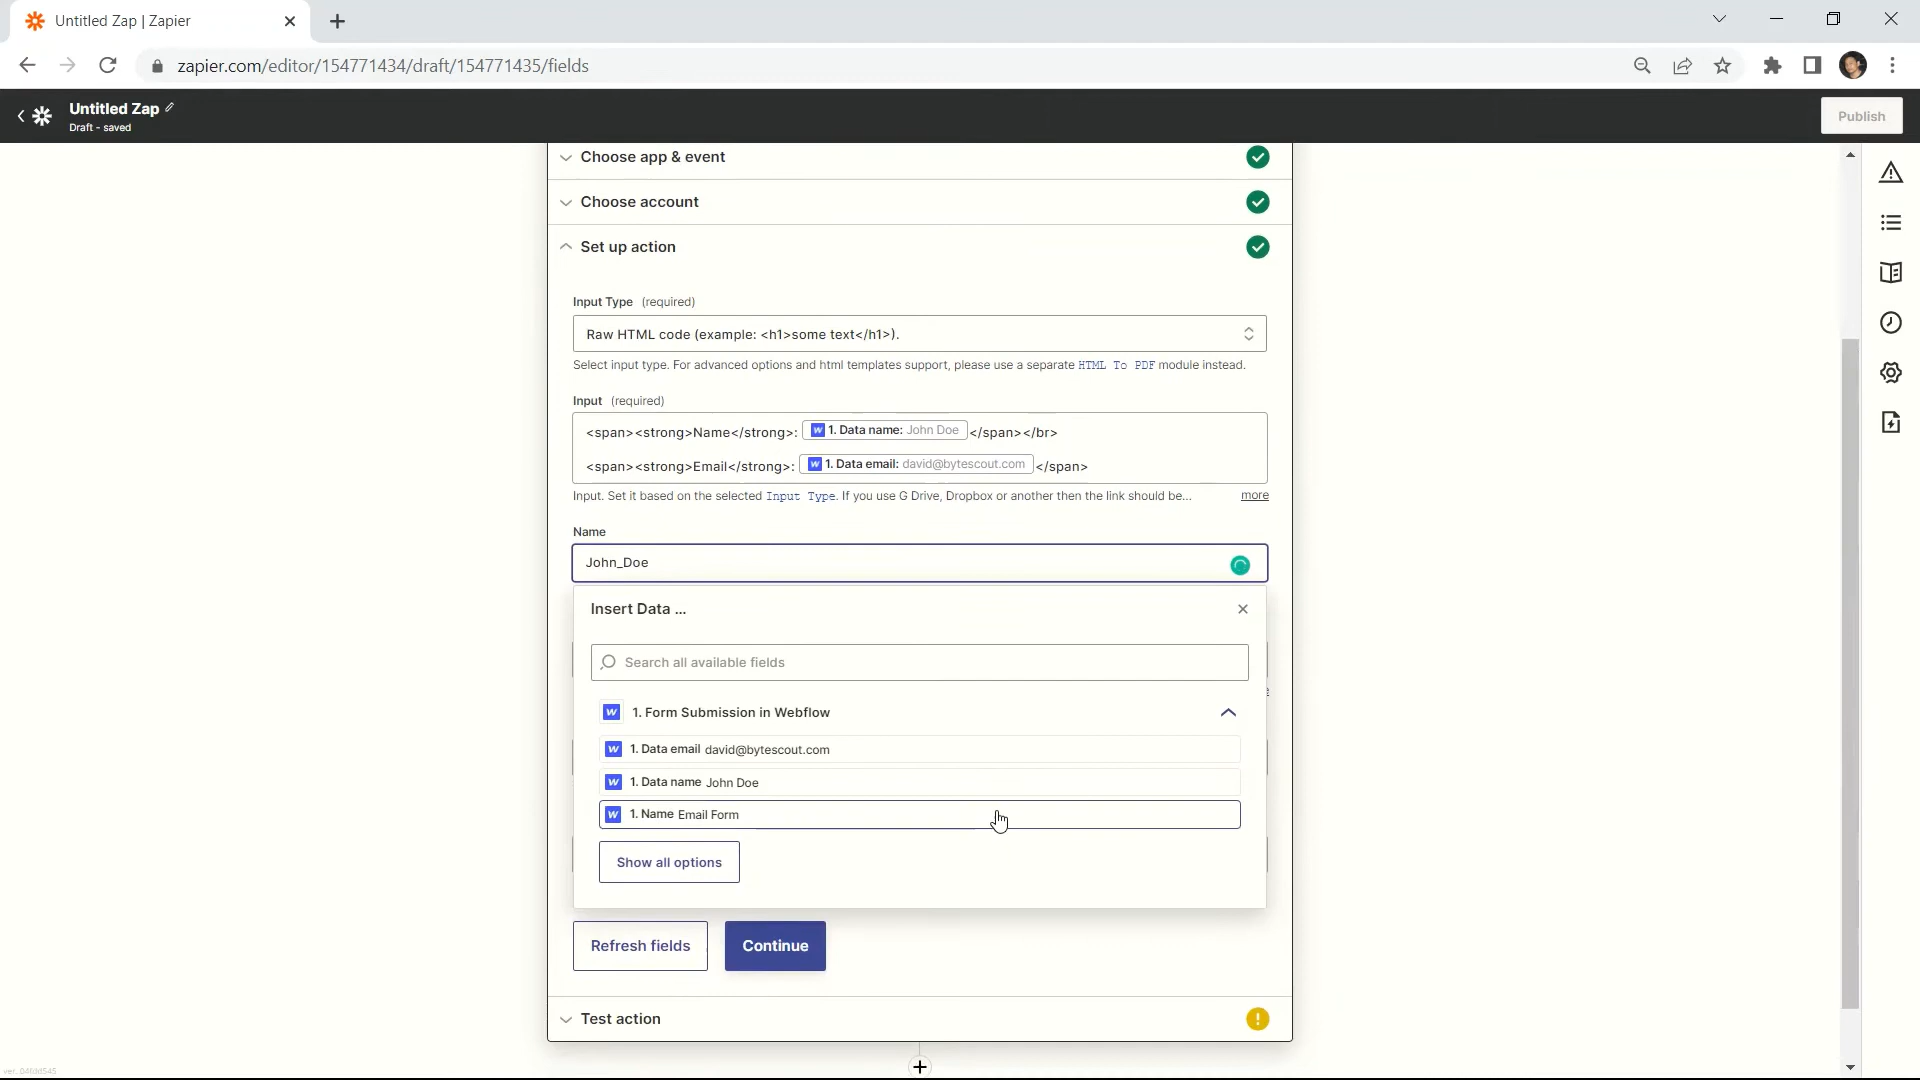 Untitled Zap | Zapier
zapier.com/editor/154771434/draft/154771435/fields
Untitled Zap
Draft - saved
Publish
Choose app & event
Choose account
Set up action
Input Type (required)
Raw HTML code (example: <h1>some text</h1>).
Select input type. For advanced options and html templates support, please use a separate HTML To PDF module instead.
Input (required)
<span><strong>Name</strong>: 1. Data name: John Doe </span></br>
<span><strong>Email</strong>: 1. Data email: david@bytescout.com </span>
Input. Set it based on the selected Input Type. If you use G Drive, Dropbox or another then the link should be... more
Name
John_Doe
Insert Data ...
Search all available fields
1. Form Submission in Webflow
1. Data email david@bytescout.com
1. Data name John Doe
1. Name Email Form
Show all options
Refresh fields Continue
Test action